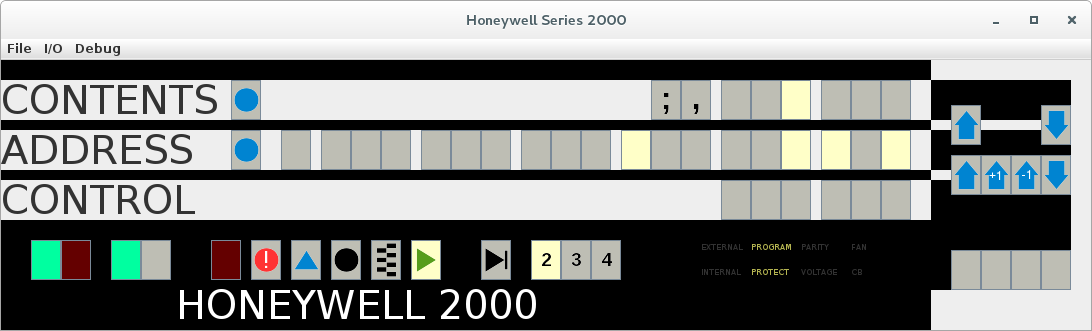 Honeywell Series 2000
File I/O Debug
CONTENTS ; ,
ADDRESS
+1 -1
CONTROL
EXTERNAL PROGRAM PARITY FAN
! 2 3 4
INTERNAL PROTECT VOLTAGE CB
HONEYWELL 2000